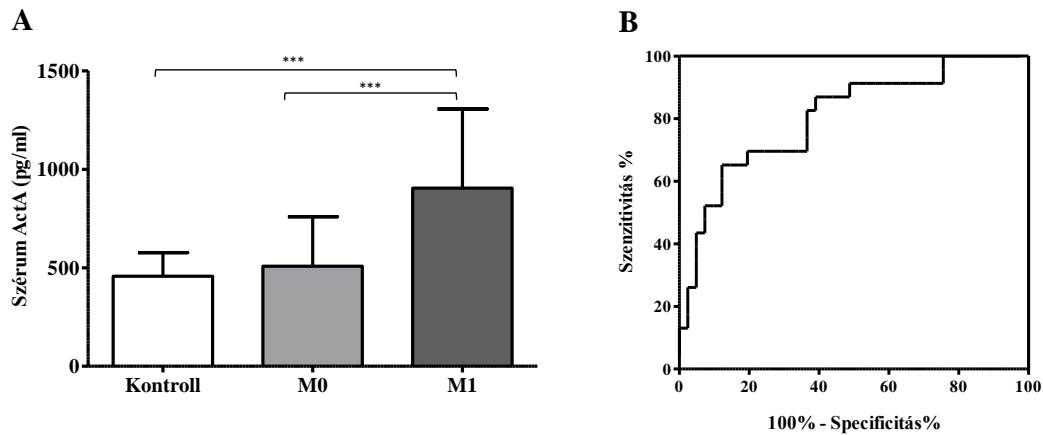 A
***
***
1500
1000
500
0
Szérum ActA (pg/ml)
Kontroll M0 M1
B
100
80
60
40
20
0
Szenzitivitás %
0 20 40 60 80 100
100% - Specificitás%